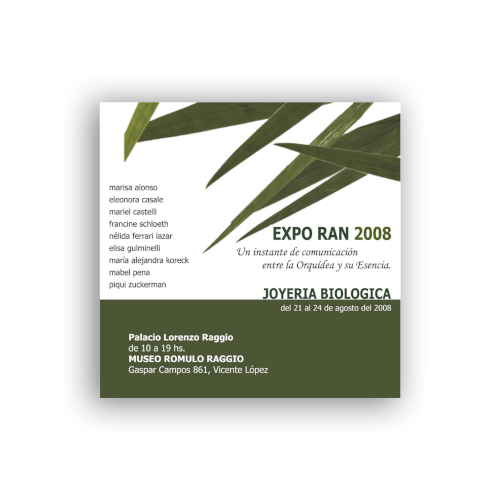 marisa alonso
eleonora casale
mariel castelli
francine schloeth
nélida ferrari lazar
elisa gulminelli
maría alejandra koreck
mabel pena
piqui zuckerman
EXPO RAN 2008
Un instante de comunicación
entre la Orquídea y su Esencia.
JOYERIA BIOLOGICA
del 21 al 24 de agosto del 2008
Palacio Lorenzo Raggio
de 10 a 19 hs.
MUSEO ROMULO RAGGIO
Gaspar Campos 861, Vicente López